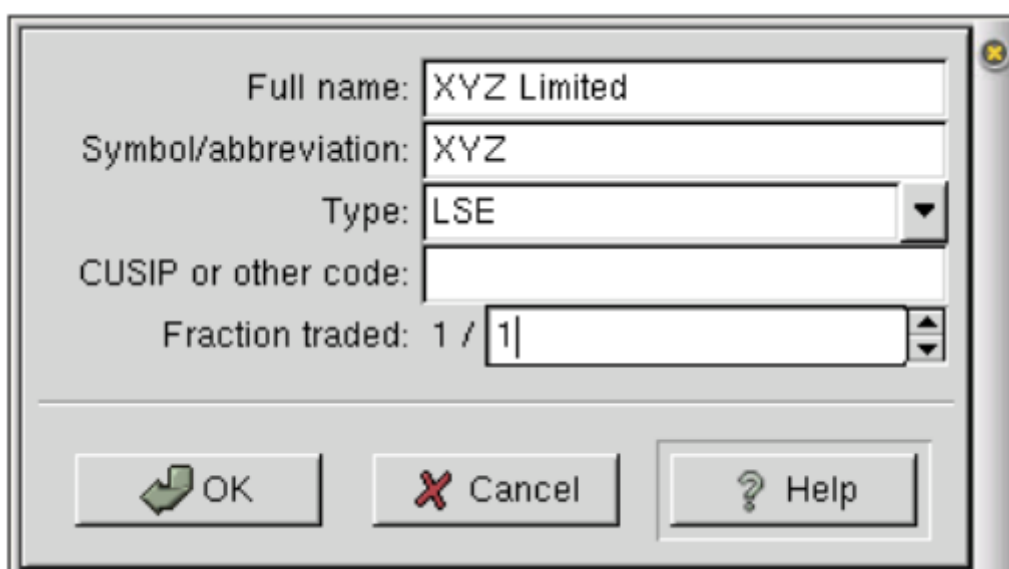 Full name: XYZ Limited
Symbol/abbreviation: XYZ
Type: LSE
CUSIP or other code:
Fraction traded: 1 / 1
OK Cancel Help